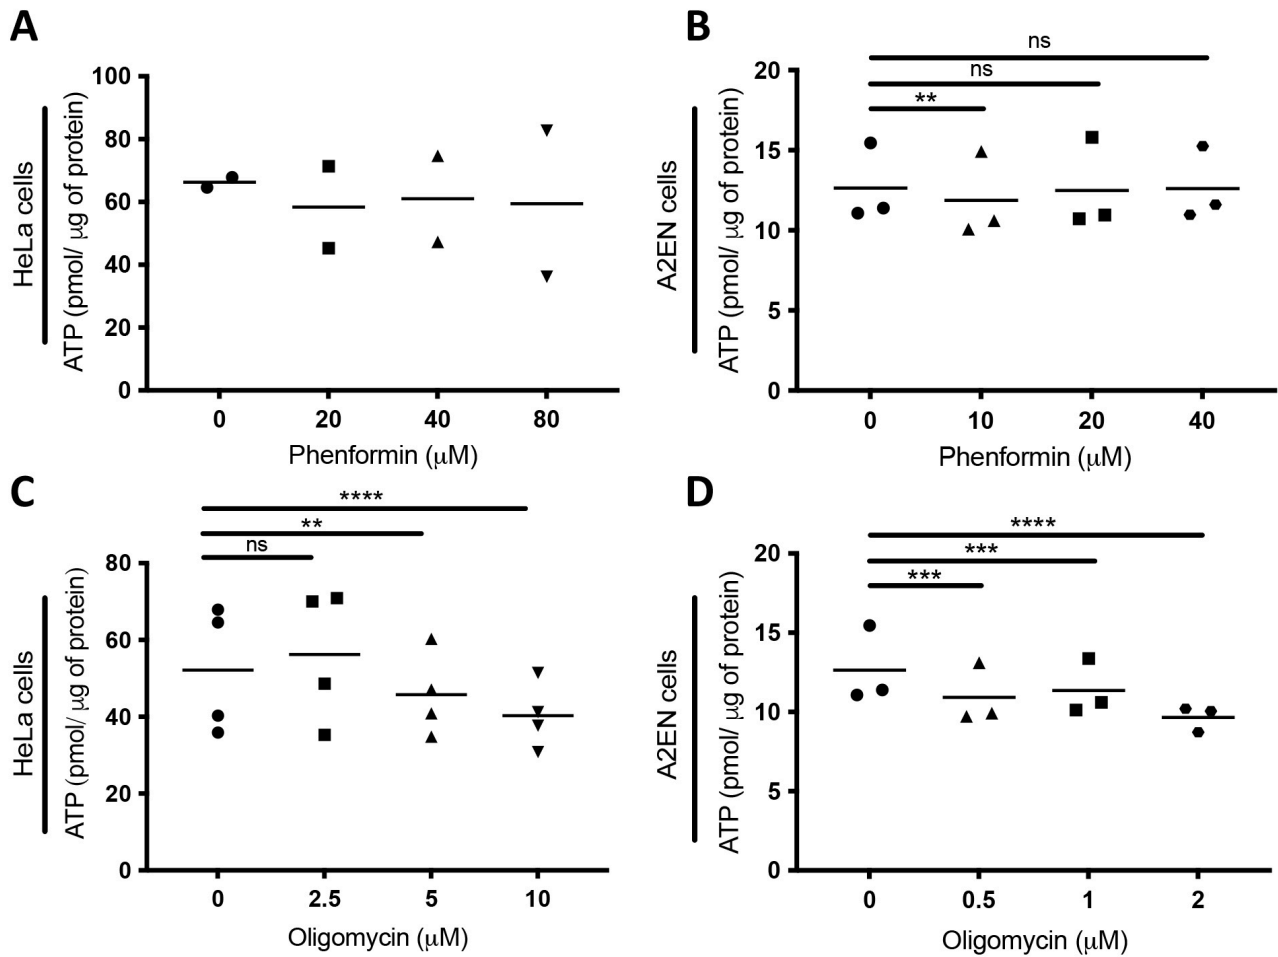 A
HeLa cells
ATP (pmol/ μg of protein)
100
80
60
40
20
0
0 20 40 80
Phenformin (μM)
B
A2EN cells
ATP (pmol/ μg of protein)
ns
ns
**
20
15
10
5
0
0 10 20 40
Phenformin (μM)
C
HeLa cells
ATP (pmol/ μg of protein)
****
**
ns
80
60
40
20
0
0 2.5 5 10
Oligomycin (μM)
D
A2EN cells
ATP (pmol/ μg of protein)
****
***
***
20
15
10
5
0
0 0.5 1 2
Oligomycin (μM)